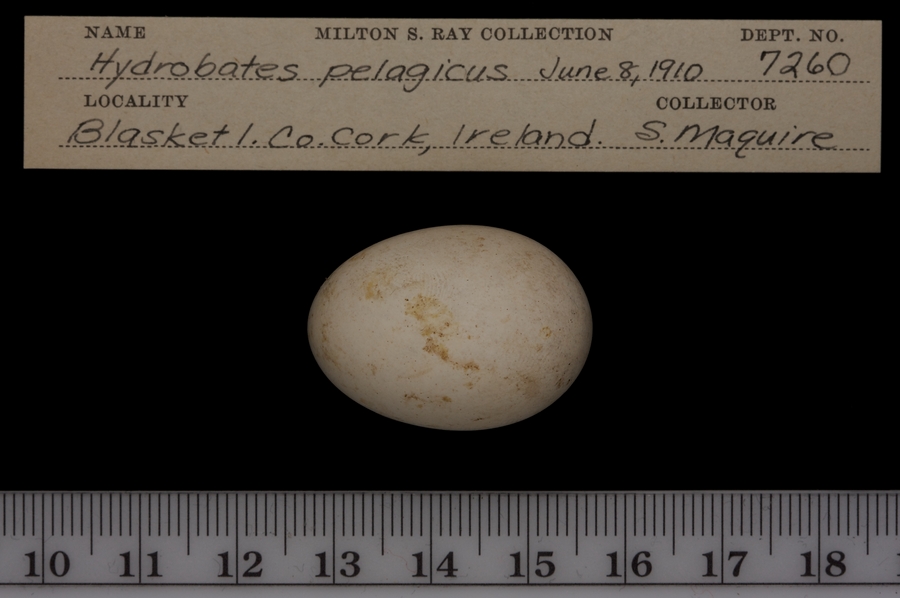 NAME MILTON S. RAY COLLECTION DEPT. NO.
Hydrobates pelagicus June 8, 1910 7260
LOCALITY COLLECTOR
Blasket I. Co. Cork, Ireland. S. Maquire
10 11 12 13 14 15 16 17 18